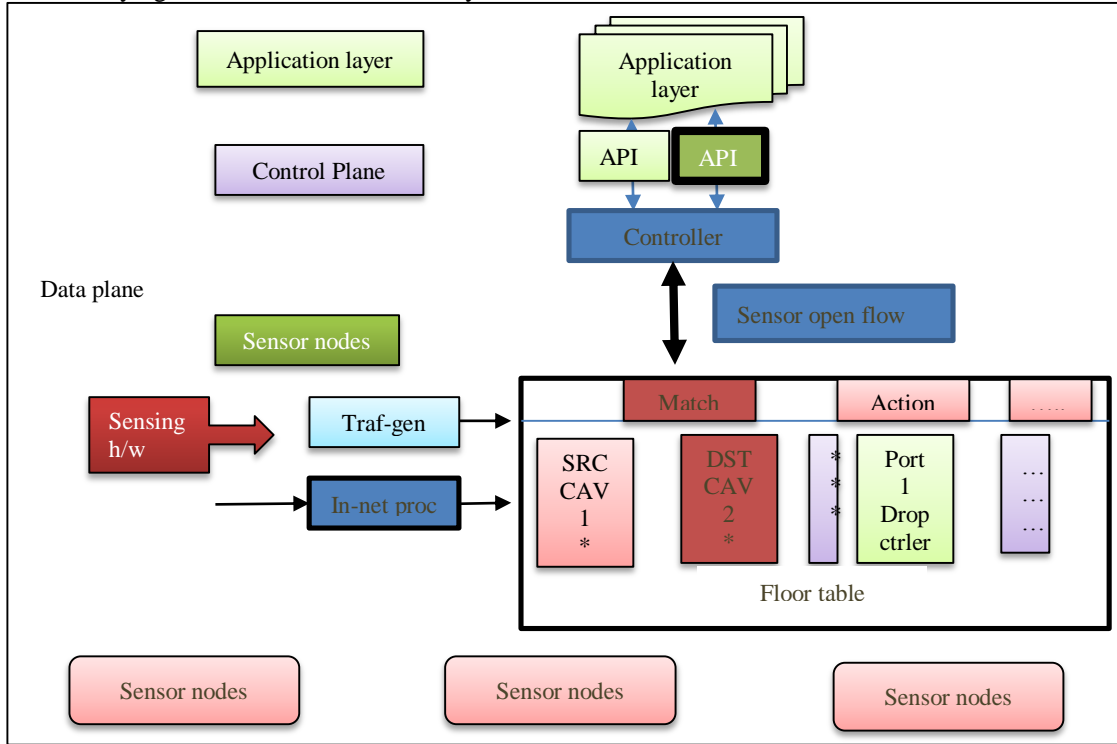 Application layer
Application
layer
API
API
Control Plane
Controller
Data plane
Sensor open flow
Sensor nodes
Match
Action
.....
Sensing
h/w
Traf-gen
In-net proc
SRC
CAV
1
*
DST
CAV
2
*
*
*
*
Port
1
Drop
ctrler
...
...
...
Floor table
Sensor nodes
Sensor nodes
Sensor nodes